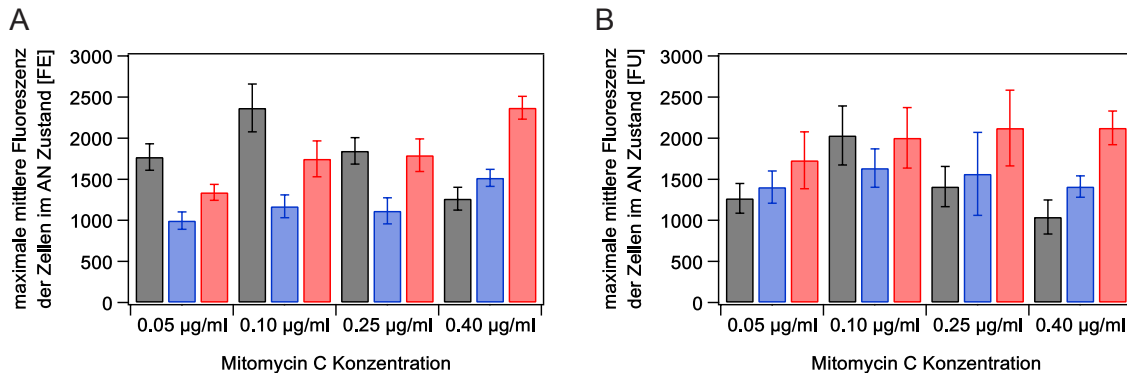 A
maximale mittlere Fluoreszenz
der Zellen im AN Zustand [FE]
3000
2500
2000
1500
1000
500
0
0.05 µg/ml 0.10 µg/ml 0.25 µg/ml 0.40 µg/ml
Mitomycin C Konzentration
B
maximale mittlere Fluoreszenz
der Zellen im AN Zustand [FU]
3000
2500
2000
1500
1000
500
0
0.05 µg/ml 0.10 µg/ml 0.25 µg/ml 0.40 µg/ml
Mitomycin C Konzentration